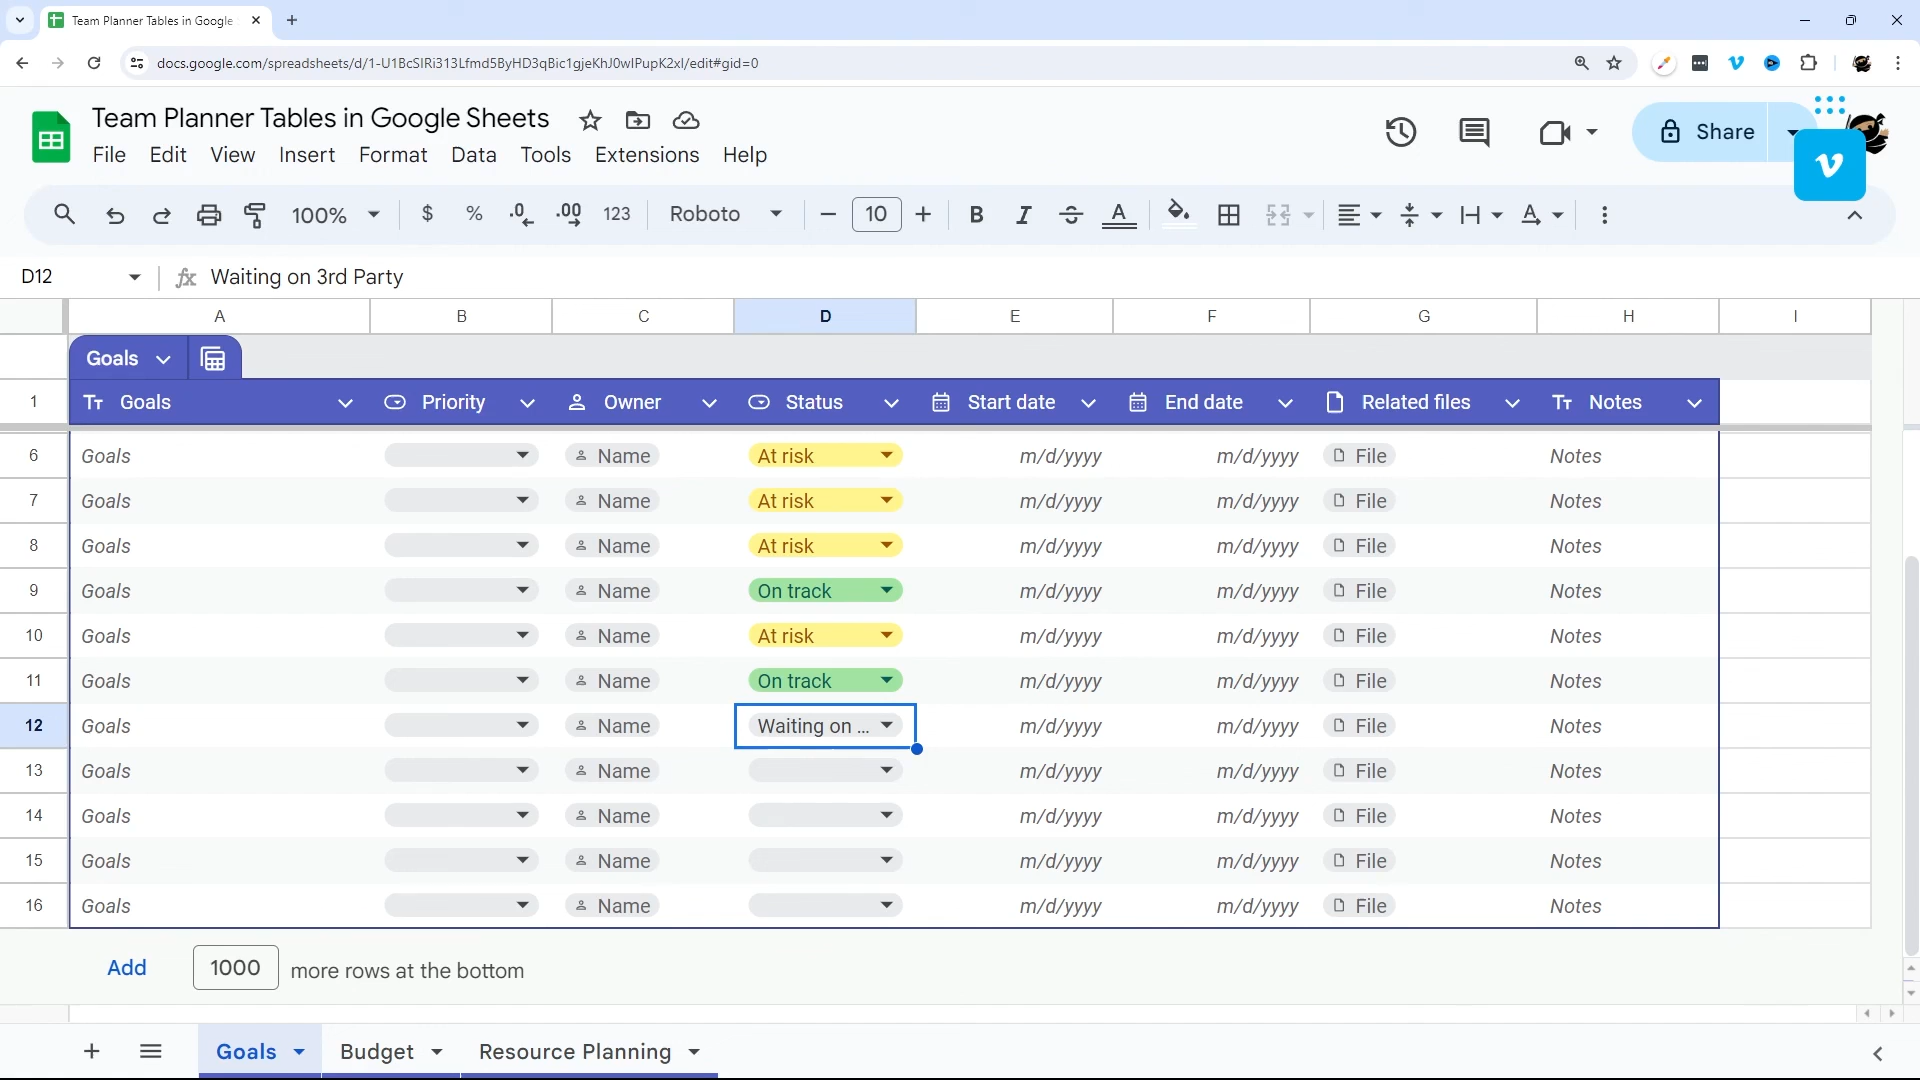 Team Planner Tables in Google
docs.google.com/spreadsheets/d/1-U1BcSIRi313Lfmd5ByHD3qBic1gjeKhJ0wIPupK2xI/edit#gid=0
Team Planner Tables in Google Sheets
File Edit View Insert Format Data Tools Extensions Help
Share
100% $ % .0 .00 123 Roboto 10 B I S A
D12 fx Waiting on 3rd Party
A B C D E F G H I
Goals
1 Tт Goals Priority Owner Status Start date End date Related files Tт Notes
6 Goals Name At risk m/d/yyyy m/d/yyyy File Notes
7 Goals Name At risk m/d/yyyy m/d/yyyy File Notes
8 Goals Name At risk m/d/yyyy m/d/yyyy File Notes
9 Goals Name On track m/d/yyyy m/d/yyyy File Notes
10 Goals Name At risk m/d/yyyy m/d/yyyy File Notes
11 Goals Name On track m/d/yyyy m/d/yyyy File Notes
12 Goals Name Waiting on ... m/d/yyyy m/d/yyyy File Notes
13 Goals Name m/d/yyyy m/d/yyyy File Notes
14 Goals Name m/d/yyyy m/d/yyyy File Notes
15 Goals Name m/d/yyyy m/d/yyyy File Notes
16 Goals Name m/d/yyyy m/d/yyyy File Notes
Add 1000 more rows at the bottom
Goals Budget Resource Planning